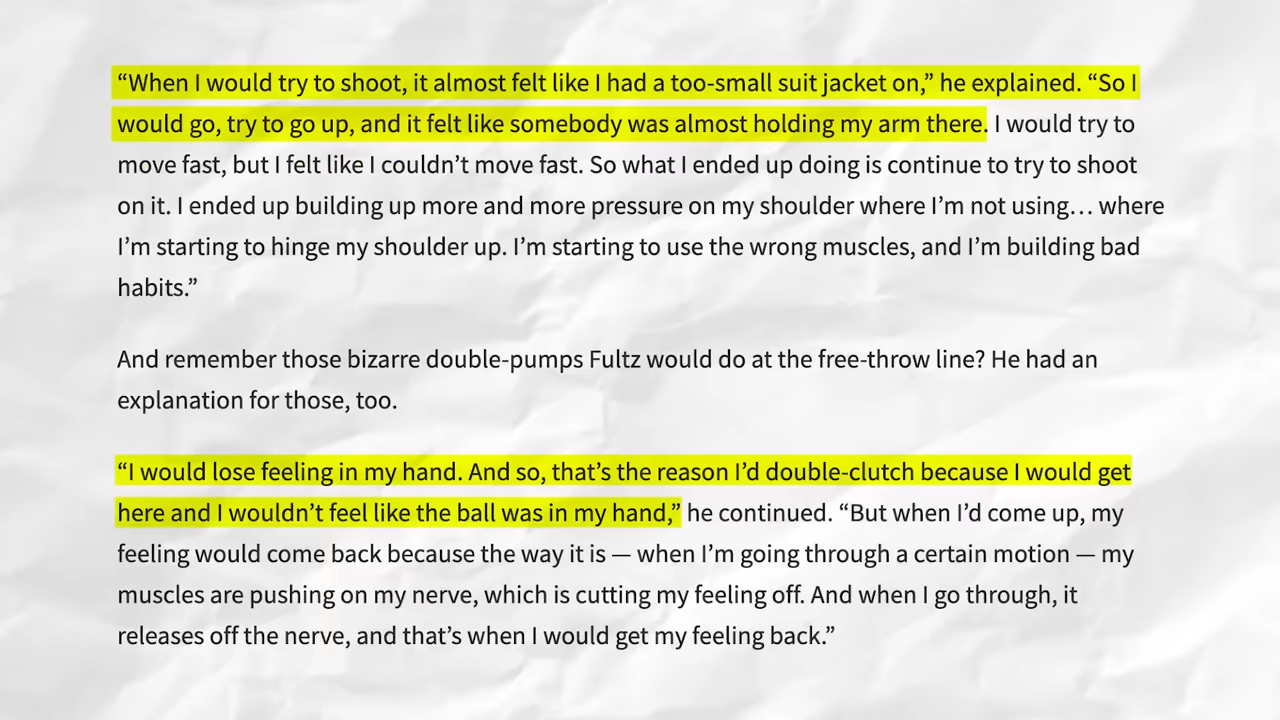 “When I would try to shoot, it almost felt like I had a too-small suit jacket on,” he explained. “So I
would go, try to go up, and it felt like somebody was almost holding my arm there. I would try to
move fast, but I felt like I couldn’t move fast. So what I ended up doing is continue to try to shoot
on it. I ended up building up more and more pressure on my shoulder where I’m not using… where
I’m starting to hinge my shoulder up. I’m starting to use the wrong muscles, and I’m building bad
habits.”
And remember those bizarre double-pumps Fultz would do at the free-throw line? He had an
explanation for those, too.
“I would lose feeling in my hand. And so, that’s the reason I’d double-clutch because I would get
here and I wouldn’t feel like the ball was in my hand,” he continued. “But when I’d come up, my
feeling would come back because the way it is — when I’m going through a certain motion — my
muscles are pushing on my nerve, which is cutting my feeling off. And when I go through, it
releases off the nerve, and that’s when I would get my feeling back.”